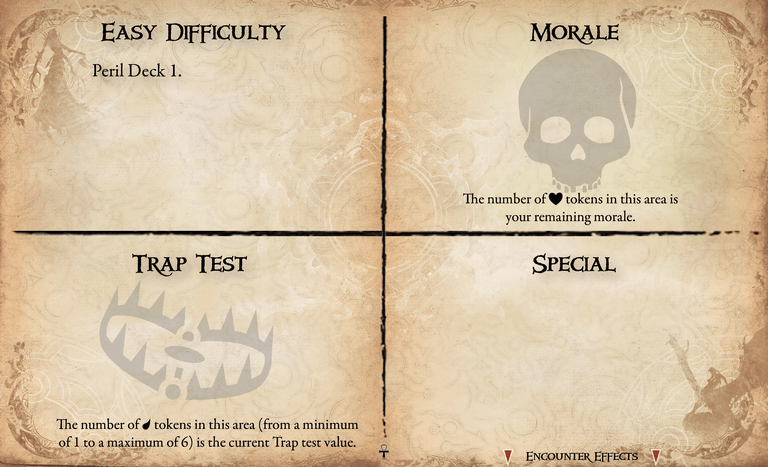 Easy Difficulty
Peril Deck 1.
Morale
The number of ♥ tokens in this area is
your remaining morale.
Trap Test
The number of tokens in this area (from a minimum
of 1 to a maximum of 6) is the current Trap test value.
Special
Encounter Effects